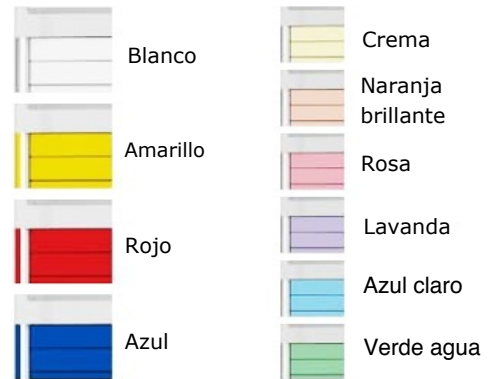 Blanco
Amarillo
Rojo
Azul
Crema
Naranja
brillante
Rosa
Lavanda
Azul claro
Verde agua